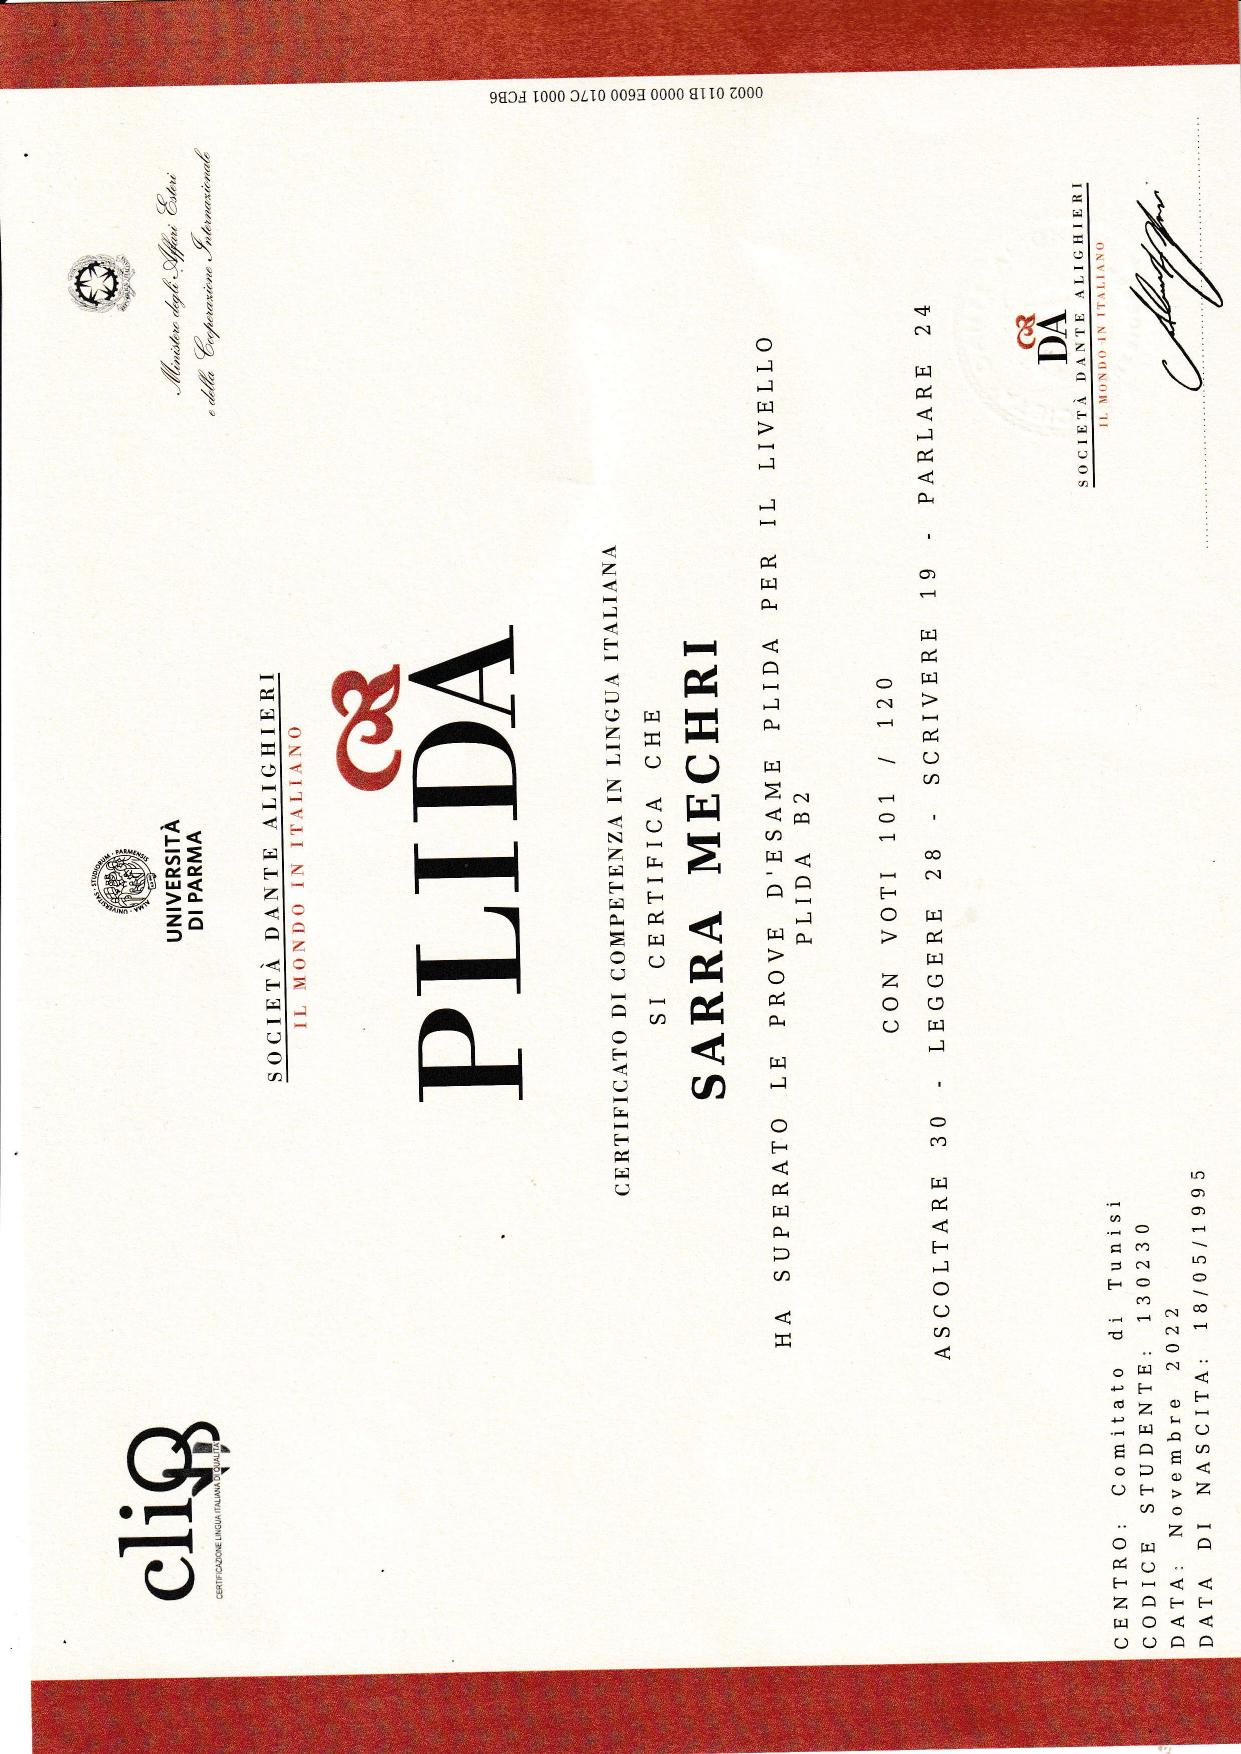 cliQ
CERTIFICAZIONE LINGUA ITALIANA DI QUALITÀ
ALMA · UNIVERSITAS · STUDIORUM · PARMENSIS
UNIVERSITÀ
DI PARMA
Ministero degli Affari Esteri
e della Cooperazione Internazionale
SOCIETÀ DANTE ALIGHIERI
IL MONDO IN ITALIANO
PLIDA
CERTIFICATO DI COMPETENZA IN LINGUA ITALIANA
SI CERTIFICA CHE
SARRA MECHRI
HA SUPERATO LE PROVE D'ESAME PLIDA PER IL LIVELLO
PLIDA B2
CON VOTI 101 / 120
ASCOLTARE 30 - LEGGERE 28 - SCRIVERE 19 - PARLARE 24
CENTRO: Comitato di Tunisi
CODICE STUDENTE: 130230
DATA: Novembre 2022
DATA DI NASCITA: 18/05/1995
DA
SOCIETÀ DANTE ALIGHIERI
IL MONDO IN ITALIANO
0002 011B 0000 E600 017C 0001 FCB6